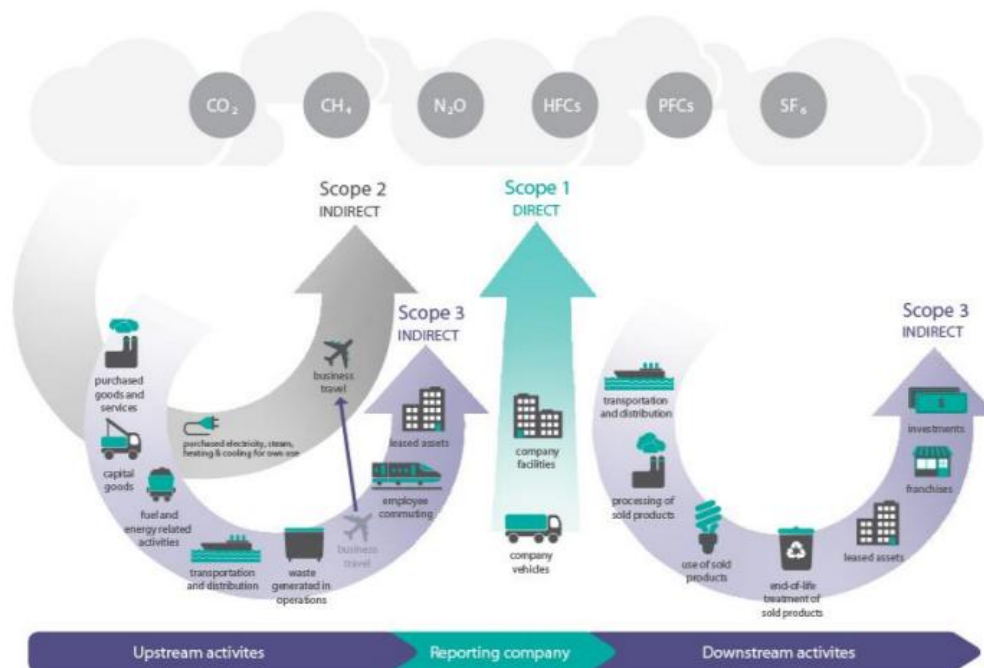 CO₂
CH₄
N₂O
HFCs
PFCs
SF₆
Scope 2
INDIRECT
Scope 1
DIRECT
Scope 3
INDIRECT
Scope 3
INDIRECT
purchased
goods and
services
business
travel
purchased electricity, steam,
heating & cooling for own use
leased assets
capital
goods
employee
commuting
fuel and
energy related
activities
transportation
and distribution
waste
generated in
operations
business
travel
company
facilities
company
vehicles
transportation
and distribution
investments
processing of
sold products
franchises
use of sold
products
end-of-life
treatment of
sold products
leased assets
Upstream activites
Reporting company
Downstream activites